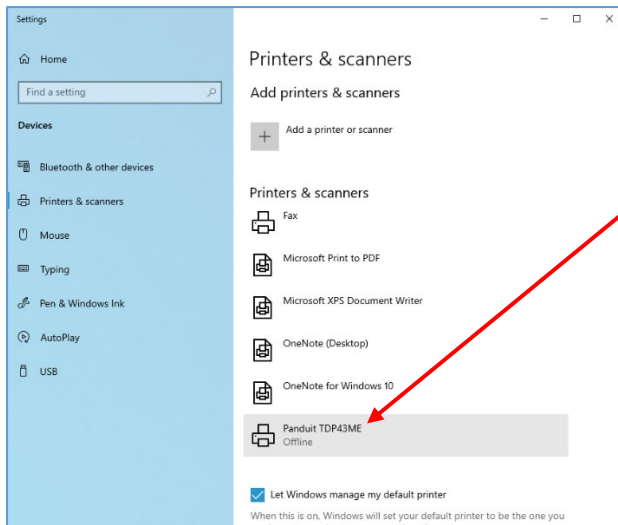 Settings
Home
Find a setting
Devices
Bluetooth & other devices
Printers & scanners
Mouse
Typing
Pen & Windows Ink
AutoPlay
USB
Printers & scanners
Add printers & scanners
Add a printer or scanner
Printers & scanners
Fax
Microsoft Print to PDF
Microsoft XPS Document Writer
OneNote (Desktop)
OneNote for Windows 10
Panduit TDP43ME
Offline
Let Windows manage my default printer
When this is on, Windows will set your default printer to be the one you